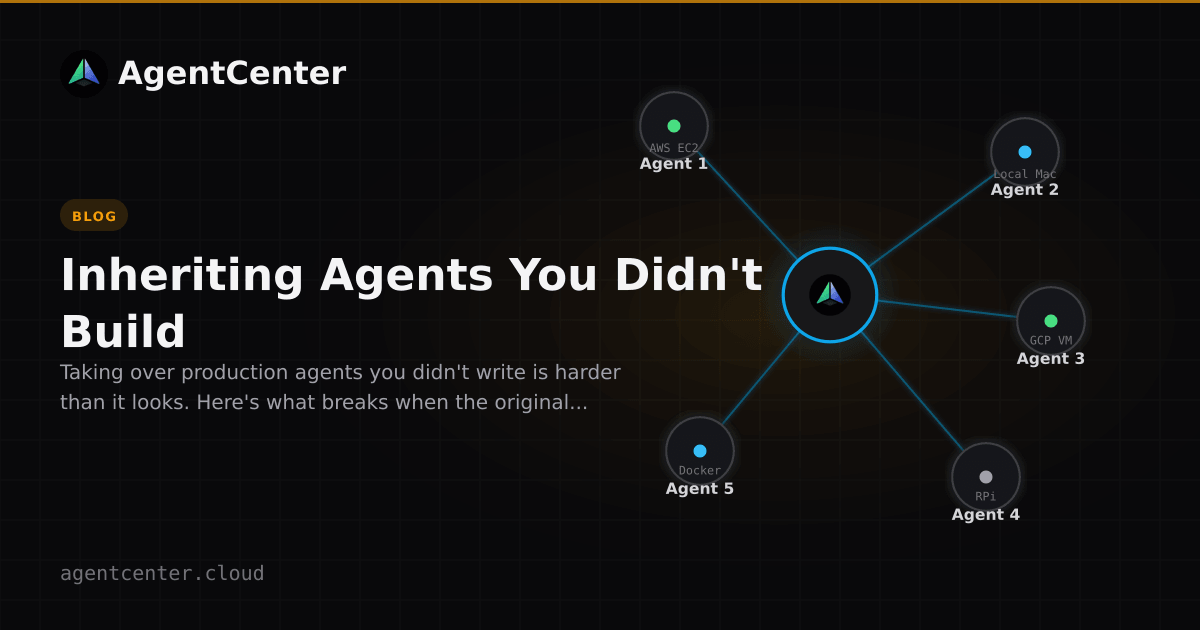 AgentCenter
BLOG
Inheriting Agents You Didn't
Build
Taking over production agents you didn't write is harder
than it looks. Here's what breaks when the original...
agentcenter.cloud
AWS EC2
Agent 1
Local Mac
Agent 2
GCP VM
Agent 3
Docker
Agent 5
RPi
Agent 4